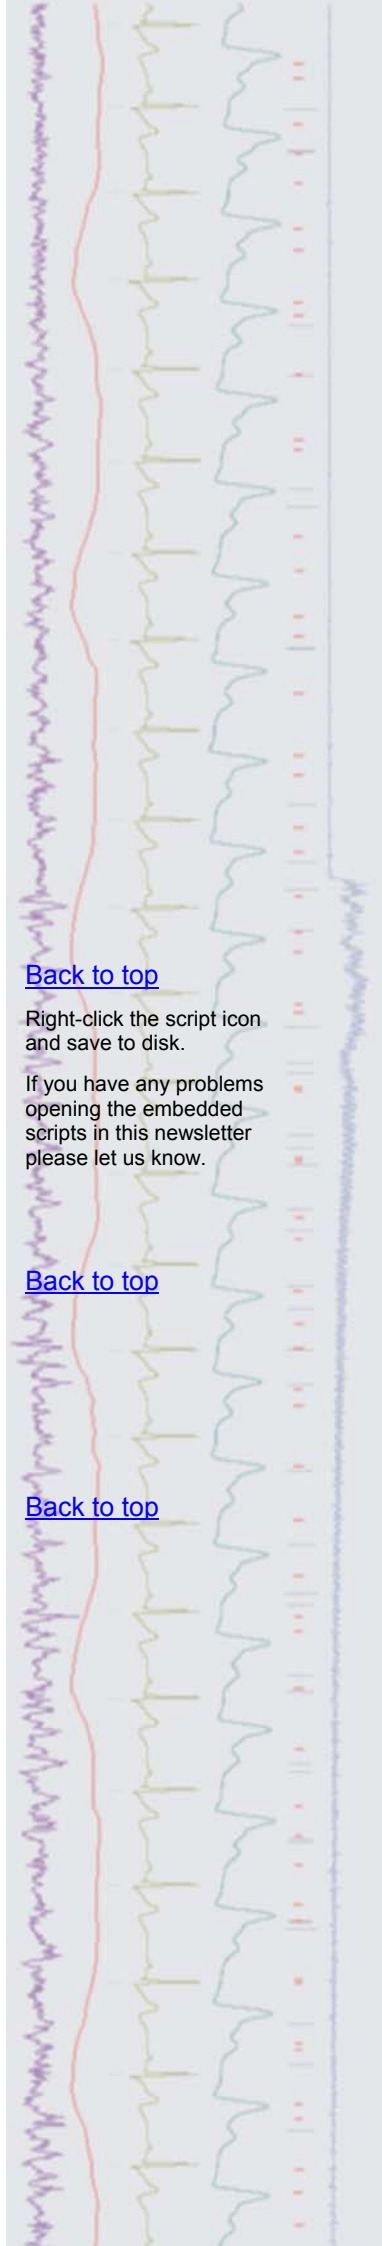 Back to top
Right-click the script icon
and save to disk.
If you have any problems
opening the embedded
scripts in this newsletter
please let us know.
Back to top
Back to top